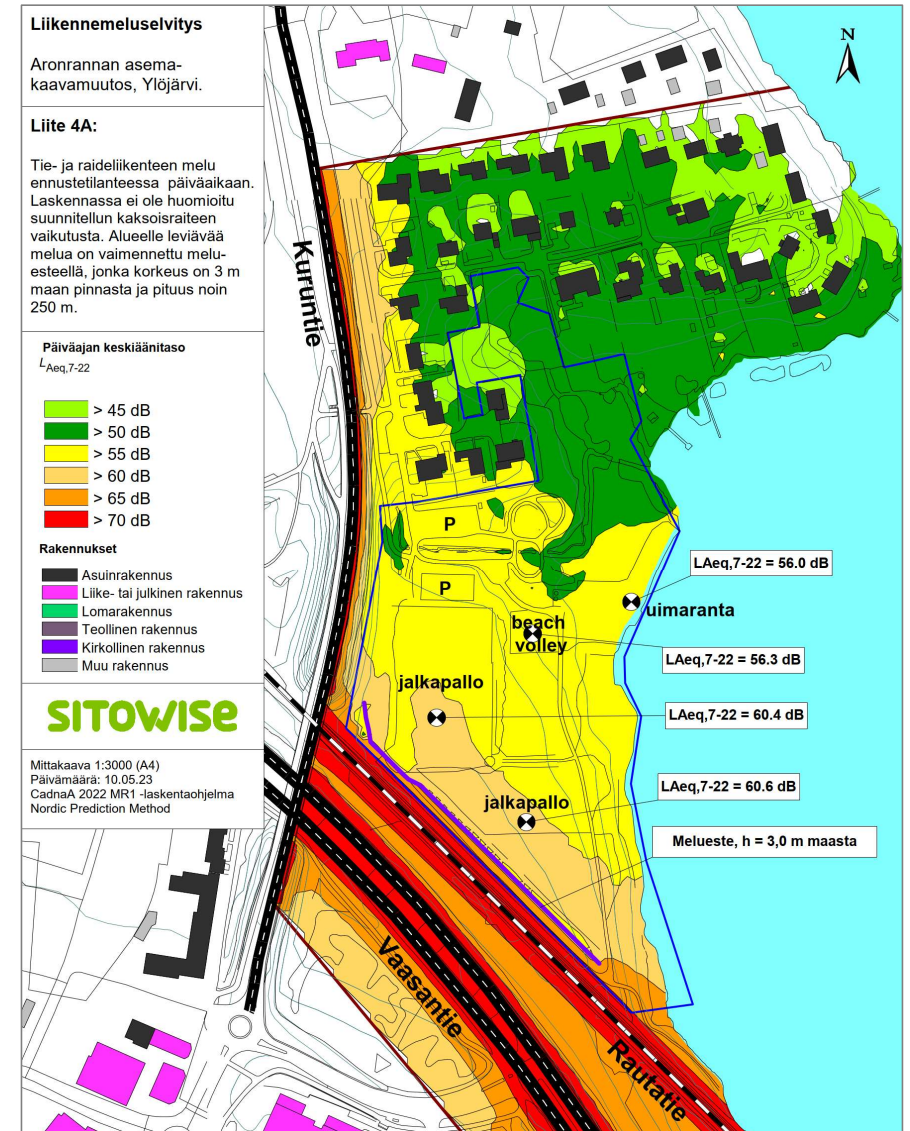 Liikennemeluselvitys
Aronrannan asema-
kaavamuutos, Ylöjärvi.
Liite 4A:
Tie- ja raideliikenteen melu
ennustetilanteessa päiväaikaan.
Laskennassa ei ole huomioitu
suunnitellun kaksoisraiteen
vaikutusta. Alueelle leviävää
melua on vaimennettu melu-
esteellä, jonka korkeus on 3 m
maan pinnasta ja pituus noin
250 m.
Päiväajan keskiäänitaso
LAeq,7-22
> 45 dB
> 50 dB
> 55 dB
> 60 dB
> 65 dB
> 70 dB
Rakennukset
Asuinrakennus
Liike- tai julkinen rakennus
Lomarakennus
Teollinen rakennus
Kirkollinen rakennus
Muu rakennus
SITOWISE
Mittakaava 1:3000 (A4)
Päivämäärä: 10.05.23
CadnaA 2022 MR1 -laskentaohjelma
Nordic Prediction Method
N
Kuruntie
P
P
LAeq,7-22 = 56.0 dB
uimaranta
beach
volley
LAeq,7-22 = 56.3 dB
jalkapallo
LAeq,7-22 = 60.4 dB
LAeq,7-22 = 60.6 dB
jalkapallo
Melueste, h = 3,0 m maasta
Vaasantie
Rautatie